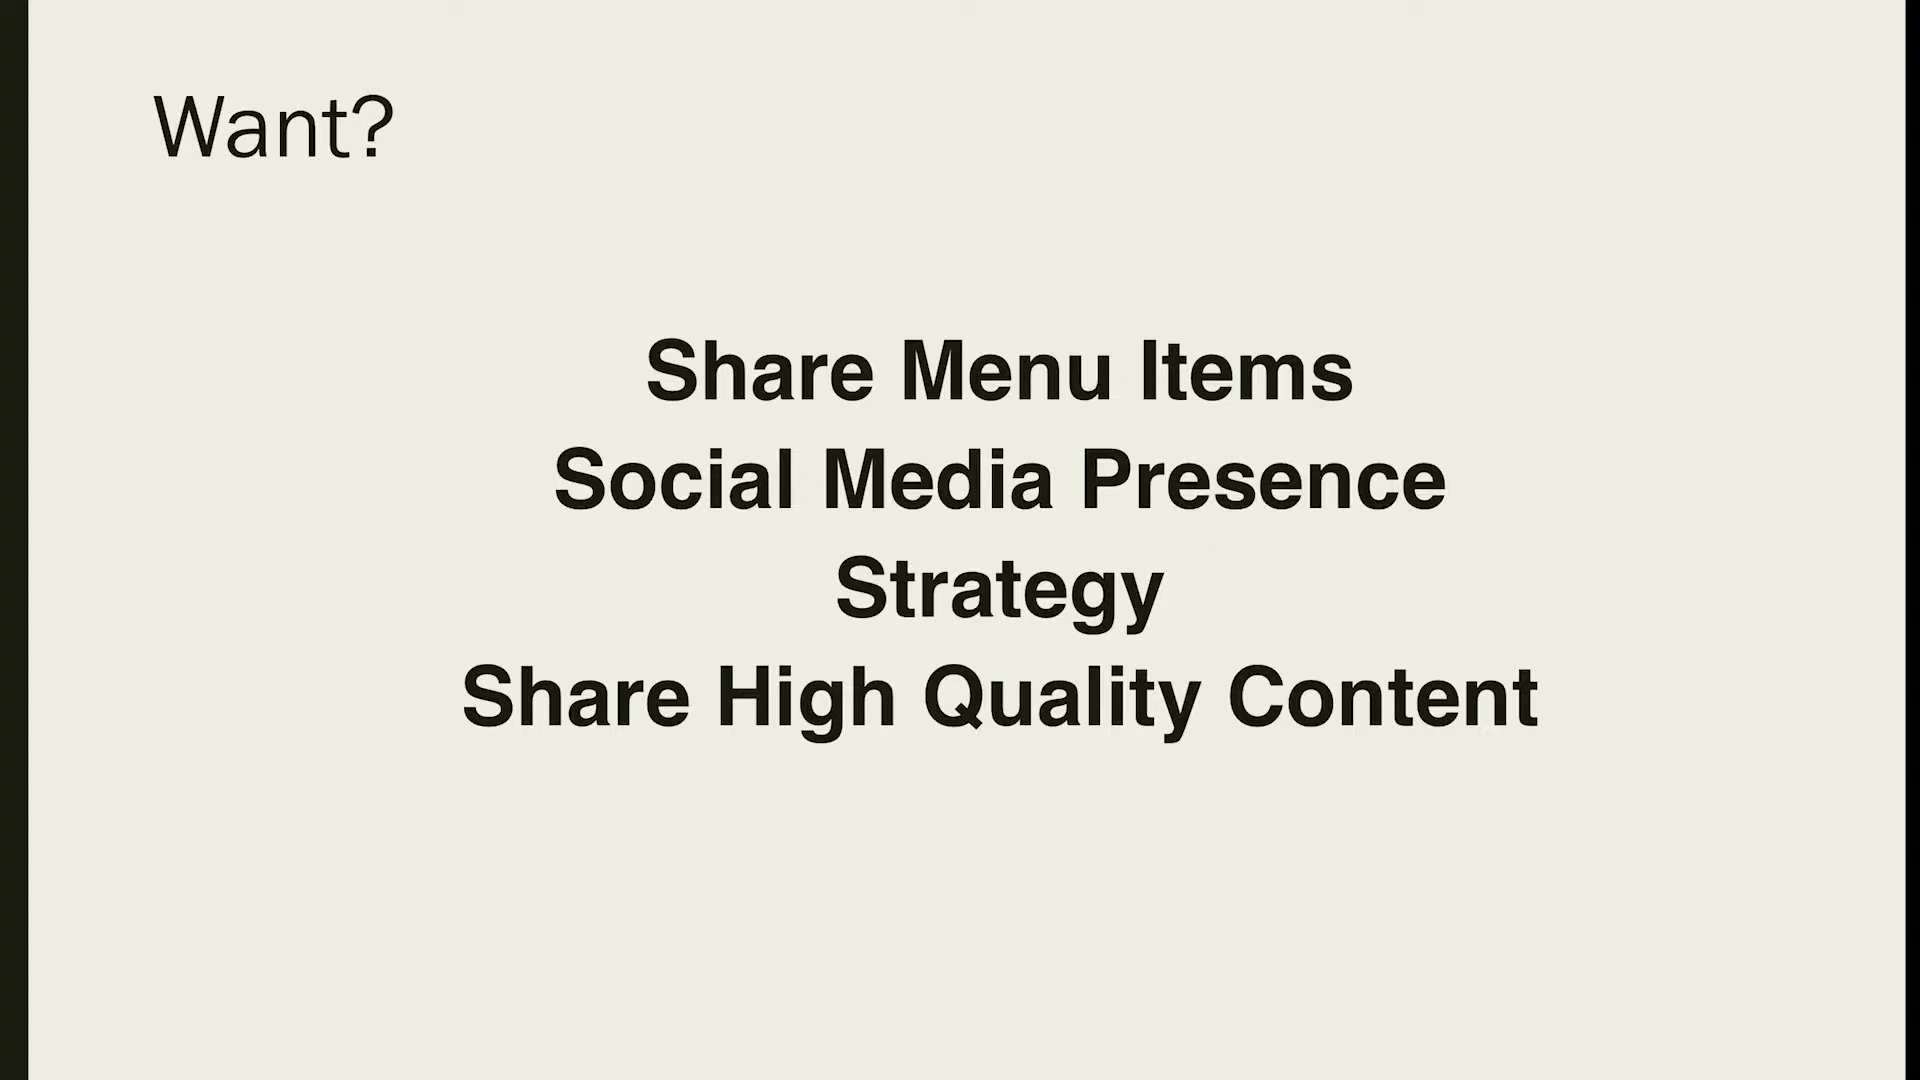 Want?
Share Menu Items
Social Media Presence
Strategy
Share High Quality Content